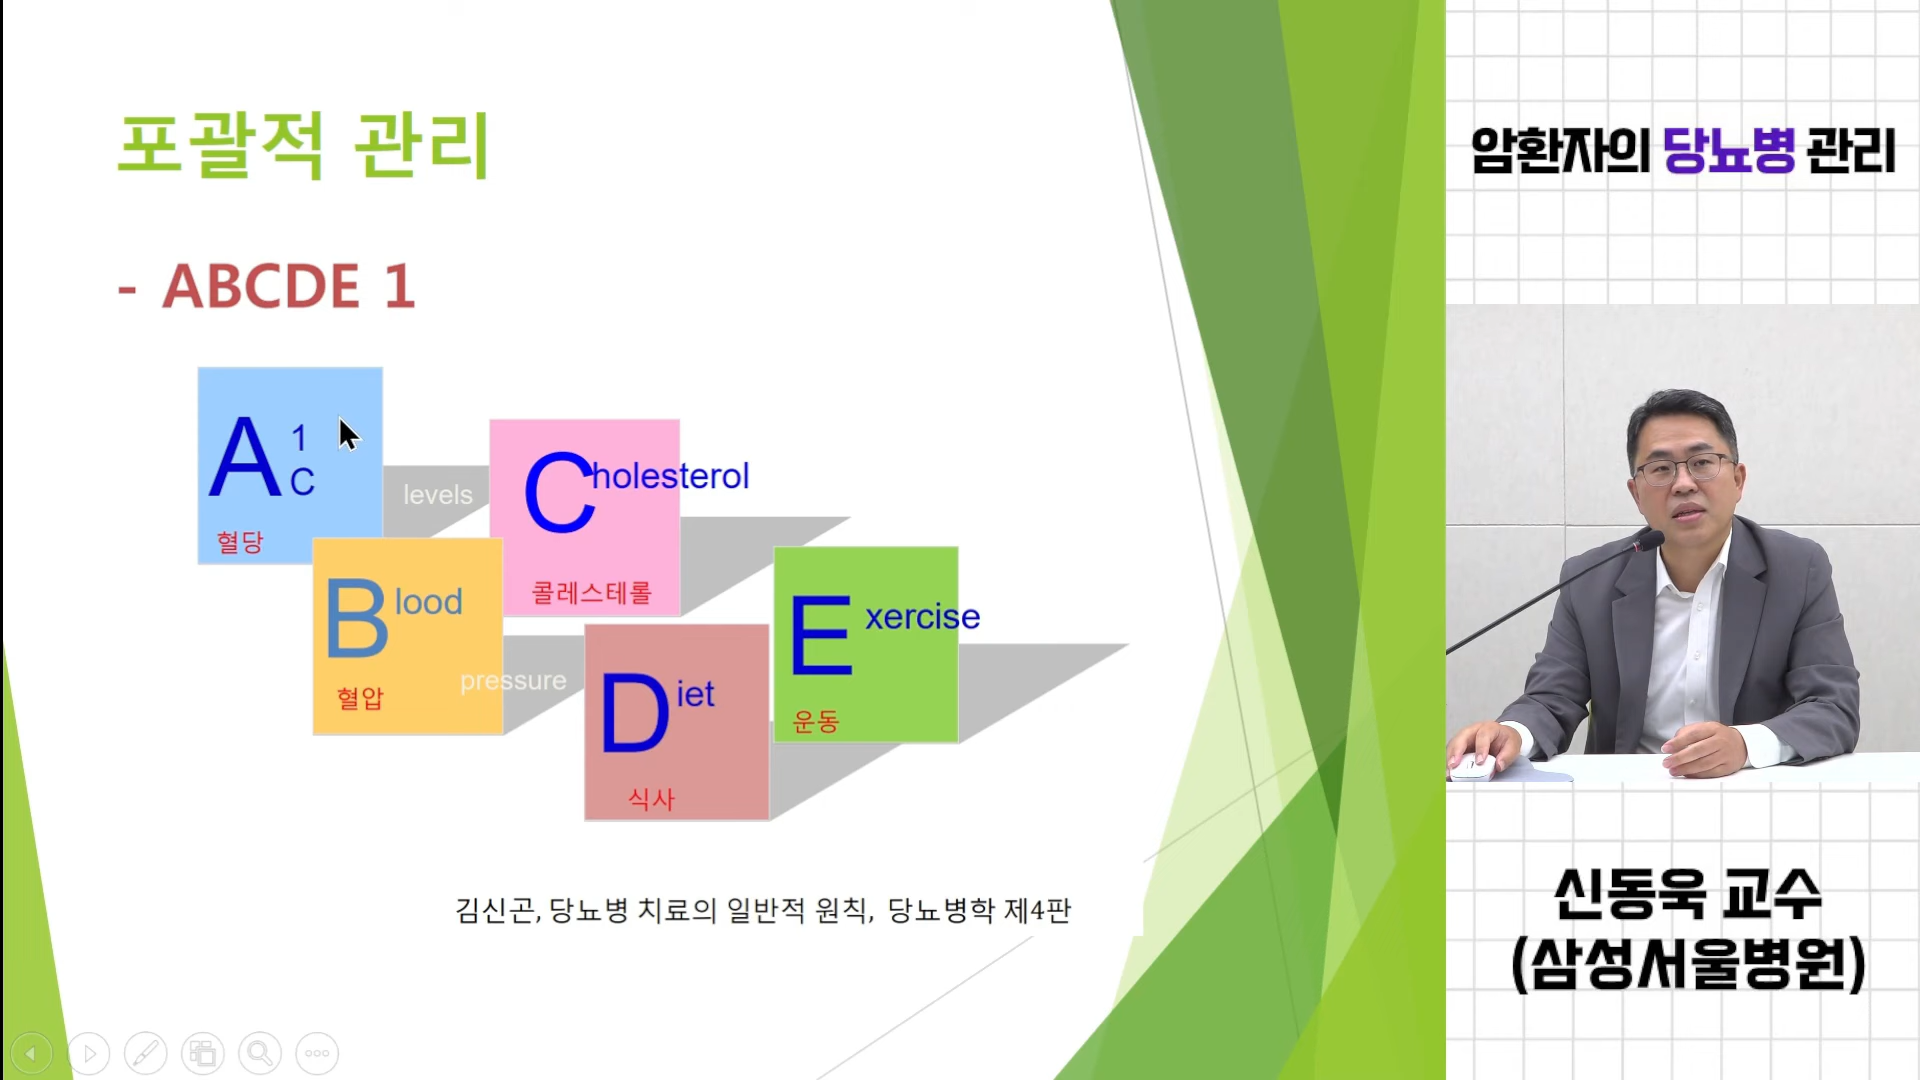 포괄적 관리
- ABCDE 1
A1C levels
혈당
Blood pressure
혈압
Cholesterol
콜레스테롤
Diet
식사
Exercise
운동
김신곤, 당뇨병 치료의 일반적 원칙, 당뇨병학 제4판
암환자의 당뇨병 관리
신동욱 교수
(삼성서울병원)